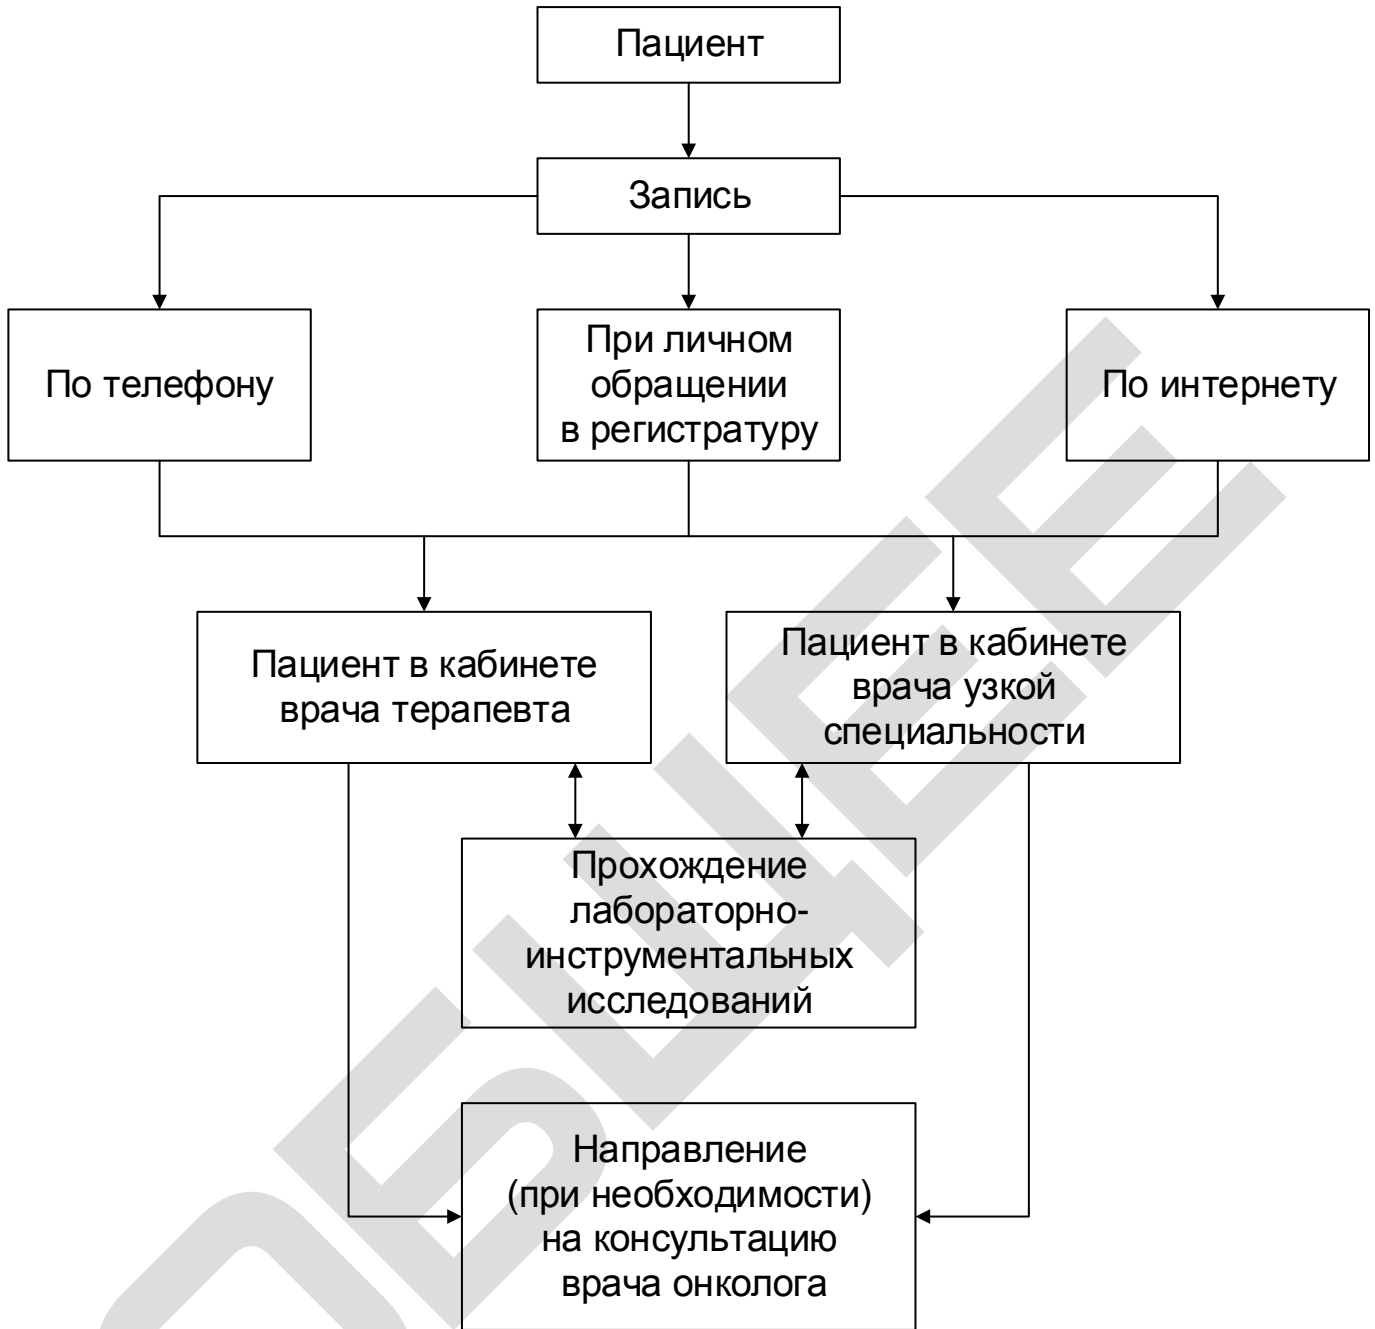 Пациент
Запись
По телефону
При личном
обращении
в регистратуру
По интернету
Пациент в кабинете
врача терапевта
Пациент в кабинете
врача узкой
специальности
Прохождение
лабораторно-
инструментальных
исследований
Направление
(при необходимости)
на консультацию
врача онколога